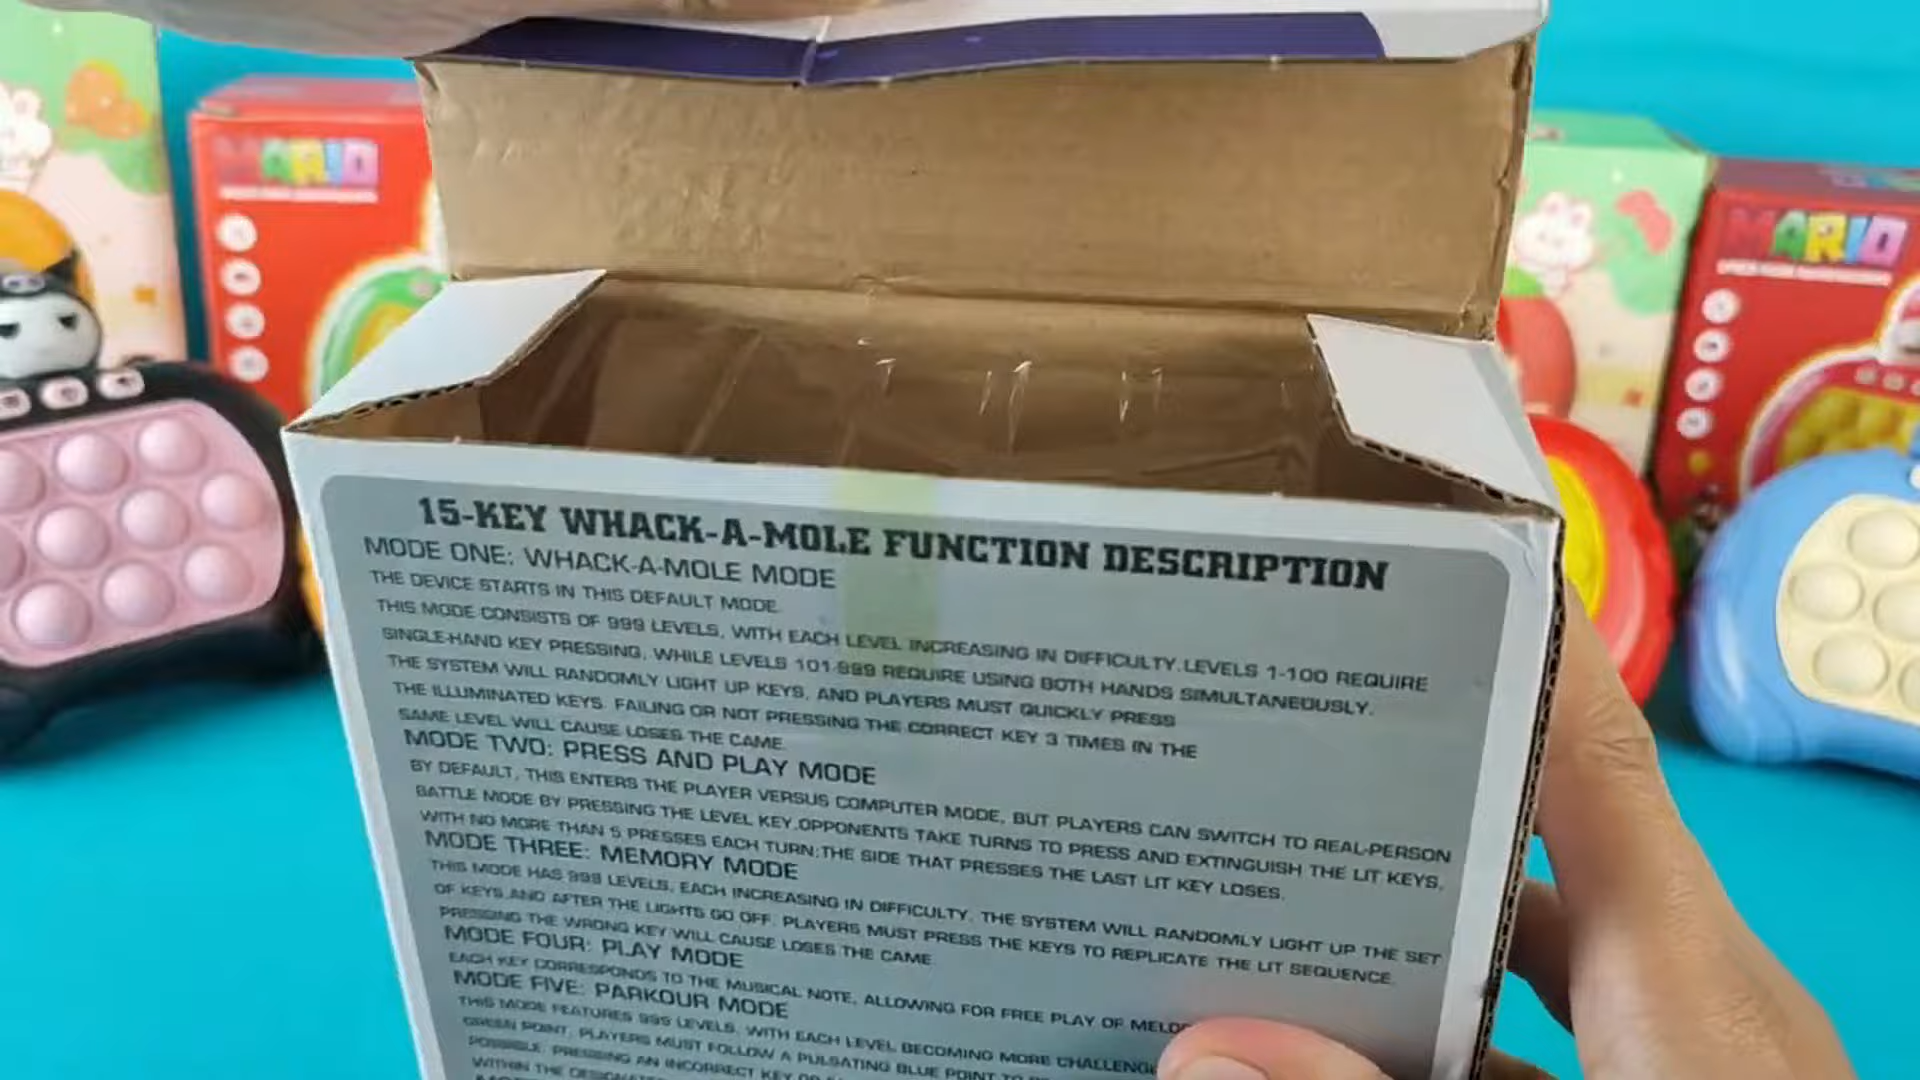 MARIO
MARIO
15-KEY WHACK-A-MOLE FUNCTION DESCRIPTION
MODE ONE: WHACK-A-MOLE MODE
THE DEVICE STARTS IN THIS DEFAULT MODE.
THIS MODE CONSISTS OF 999 LEVELS, WITH EACH LEVEL INCREASING IN DIFFICULTY. LEVELS 1-100 REQUIRE
SINGLE-HAND KEY PRESSING, WHILE LEVELS 101-999 REQUIRE USING BOTH HANDS SIMULTANEOUSLY.
THE SYSTEM WILL RANDOMLY LIGHT UP KEYS, AND PLAYERS MUST QUICKLY PRESS
THE ILLUMINATED KEYS. FAILING OR NOT PRESSING THE CORRECT KEY 3 TIMES IN THE
SAME LEVEL WILL CAUSE LOSES THE CAME.
MODE TWO: PRESS AND PLAY MODE
BY DEFAULT, THIS ENTERS THE PLAYER VERSUS COMPUTER MODE, BUT PLAYERS CAN SWITCH TO REAL-PERSON
BATTLE MODE BY PRESSING THE LEVEL KEY.OPPONENTS TAKE TURNS TO PRESS AND EXTINGUISH THE LIT KEYS,
WITH NO MORE THAN 5 PRESSES EACH TURN;THE SIDE THAT PRESSES THE LAST LIT KEY LOSES.
MODE THREE: MEMORY MODE
THIS MODE HAS 999 LEVELS, EACH INCREASING IN DIFFICULTY. THE SYSTEM WILL RANDOMLY LIGHT UP THE SET
OF KEYS.AND AFTER THE LIGHTS GO OFF, PLAYERS MUST PRESS THE KEYS TO REPLICATE THE LIT SEQUENCE.
PRESSING THE WRONG KEY WILL CAUSE LOSES THE CAME.
MODE FOUR: PLAY MODE
EACH KEY CORRESPONDS TO THE MUSICAL NOTE, ALLOWING FOR FREE PLAY OF
MODE FIVE: PARKOUR MODE
THIS MODE FEATURES 999 LEVELS, WITH EACH LEVEL BECOMING MORE
GREEN POINT, PLAYERS MUST FOLLOW A PULSATING BLUE POINT TO
POSSIBLE. PRESSING AN INCORRECT KEY OR
WITHIN THE